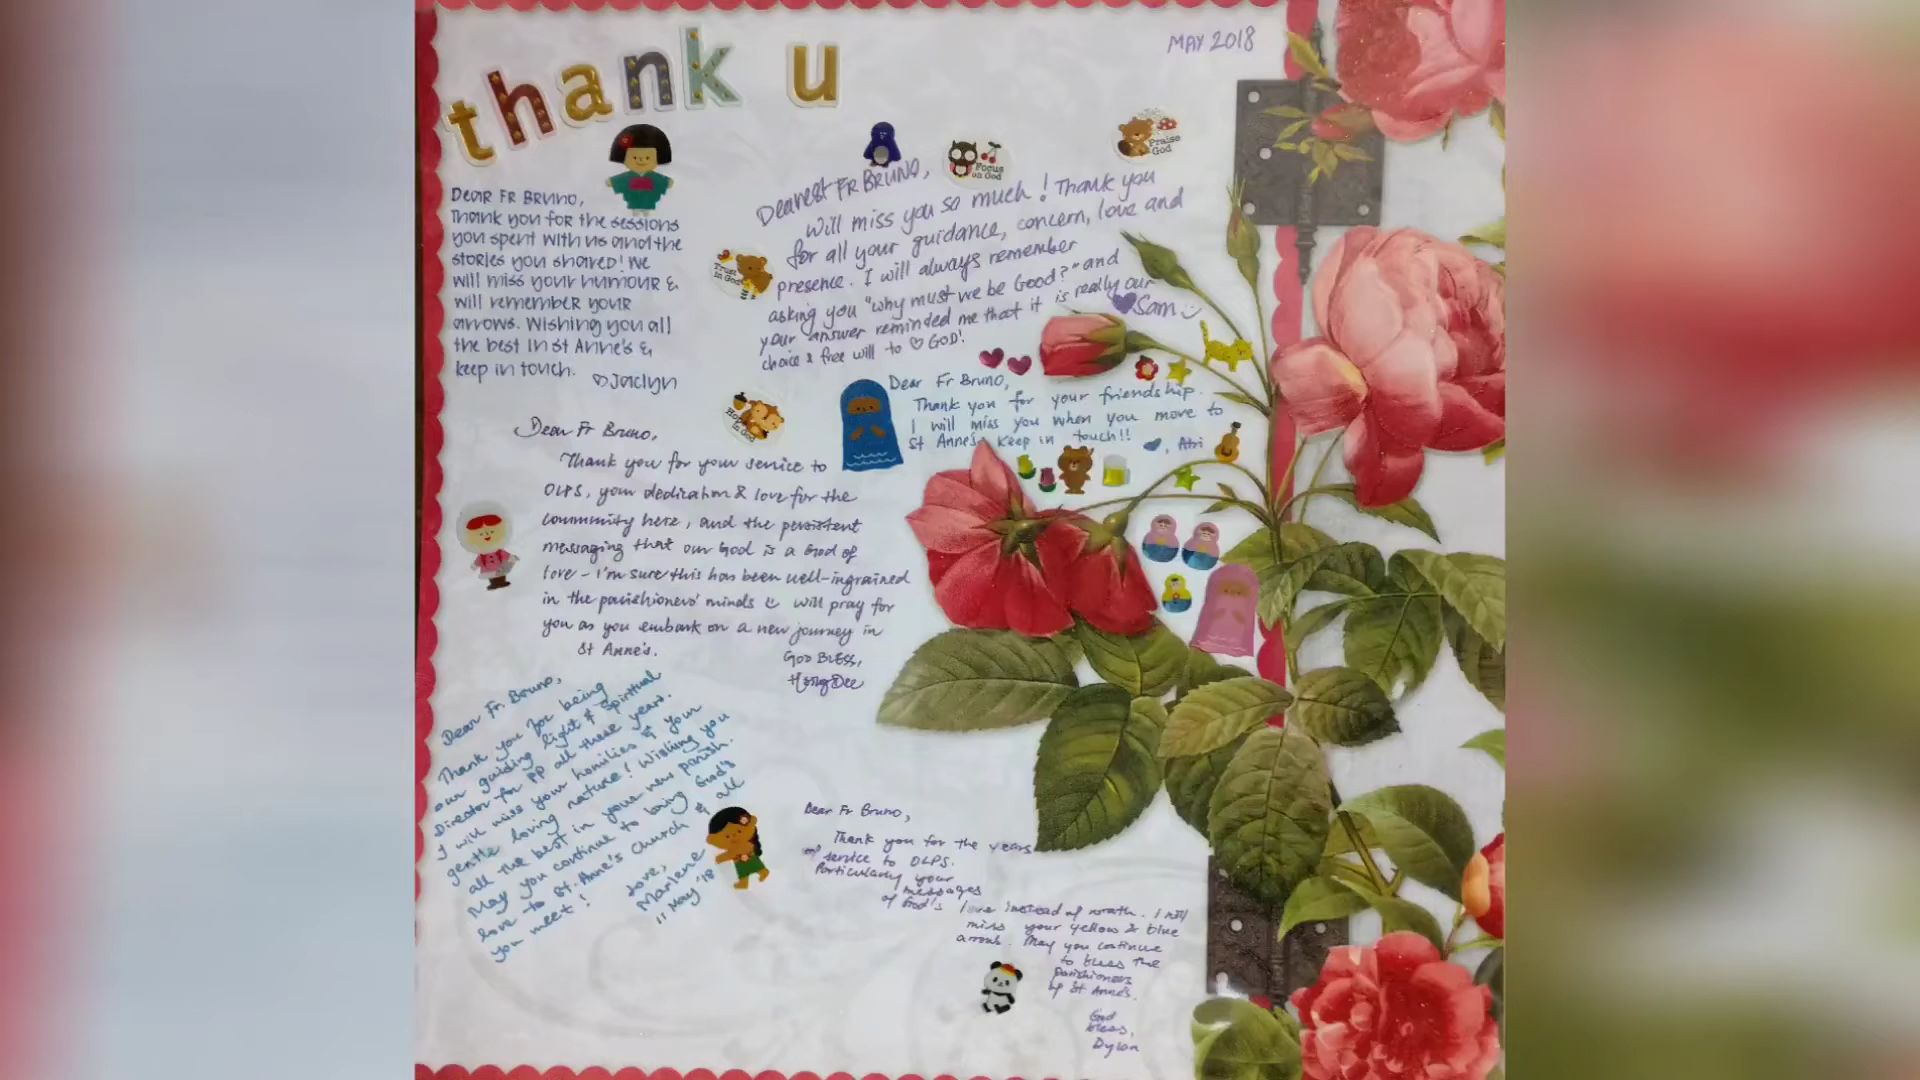 thank u
MAY 2018
DEAR FR BRUNO,
Thank you for the sessions
you spent with us and the
stories you shared! We
will miss your humour &
will remember your
arrows. Wishing you all
the best in St Anne's &
keep in touch.
♡ Jaclyn
Focus on God
Praise God
Dearest FR BRUNO,
Will miss you so much! Thank you
for all your guidance, concern, love and
presence. I will always remember
asking you "why must we be Good?" and
your answer reminded me that it is really our
choice & free will to ♡ GOD!
Sam
Trust in God
Hope in God
Dear Fr Bruno,
Thank you for your friendship.
I will miss you when you move to
St Anne's. Keep in touch!!
Atri
Dear Fr Bruno,
Thank you for your service to
OLPS, your dedication & love for the
community here, and the persistent
messaging that our God is a God of
love - I'm sure this has been well-ingrained
in the parishioners' minds will pray for
you as you embark on a new journey in
St Anne's.
GOD BLESS,
Dear Fr. Bruno,
Thank you for being
our guiding light & Spiritual
Director for PP all these years.
I will miss your homilies & your
gentle loving nature! Wishing you
all the best in your new parish.
May you continue to bring God's
love to St. Anne's Church & all
you meet!
Love,
Marlene
11 May '18
Dear Fr Bruno,
Thank you for the years
of service to OLPS.
Particularly your
messages
of God's love instead of wrath. I will
miss your yellow & blue
arrows. May you continue
to bless the
parishioners
of St Anne's.
God
bless,
Dylan